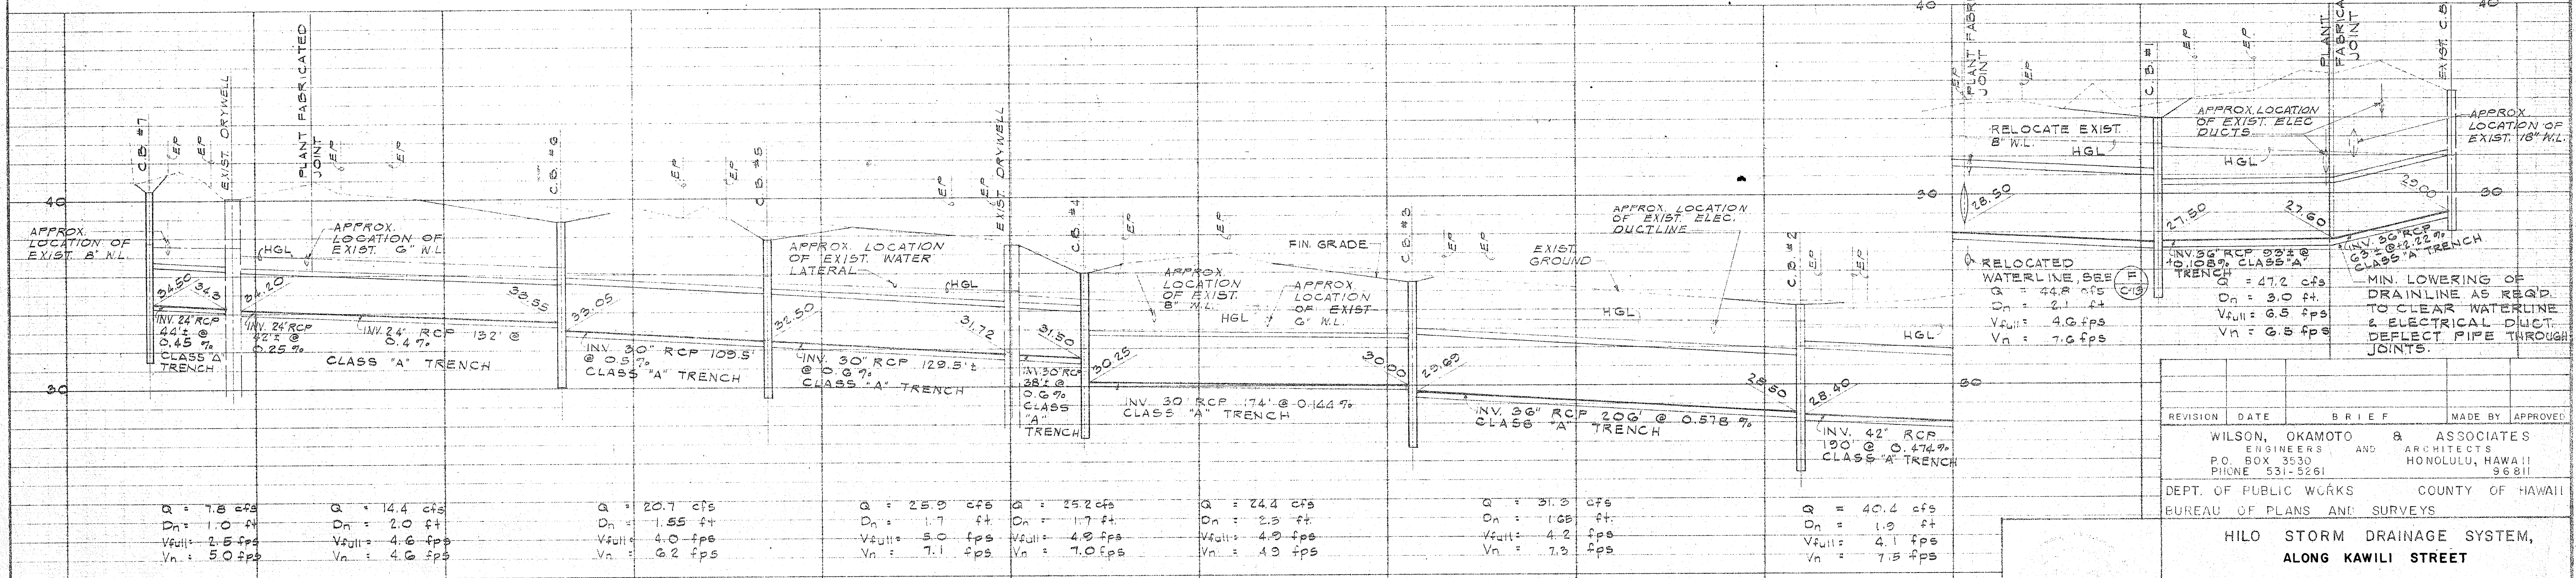 C.B. #7
EP
EP
EXIST. DRYWELL
PLANT FABRICATED
JOINT
EP
EP
C.B. #6
EP
EP
C.B. #5
EP
EP
EXIST. DRYWELL
C.B. #4
EP
EP
C.B. #3
EP
EP
C.B. #2
EP
EP
EP
PLANT FABRI
JOINT
EP
C.B. #1
EP
EP
PLANT
FABRICA
JOINT
EXIST. C.B.
40
40
40
30
30
30
30
APPROX.
LOCATION OF
EXIST. 8" W.L.
34.50
34.3
34.20
HGL
APPROX.
LOCATION OF
EXIST. 6" W.L.
33.55
33.05
32.50
APPROX. LOCATION
OF EXIST. WATER
LATERAL
HGL
31.72
31.50
30.25
APPROX.
LOCATION
OF EXIST.
8" W.L.
HGL
FIN. GRADE
APPROX.
LOCATION
OF EXIST
6" W.L.
30.00
29.69
EXIST.
GROUND
HGL
APPROX. LOCATION
OF EXIST. ELEC.
DUCTLINE
28.50
28.40
HGL
RELOCATE EXIST.
8" W.L.
HGL
28.50
APPROX. LOCATION
OF EXIST. ELEC
DUCTS
HGL
27.50
27.60
29.00
APPROX.
LOCATION OF
EXIST. 18" W.L.
INV. 24" RCP
44'± @
0.45 %
CLASS "A"
TRENCH
INV. 24" RCP
42'± @
0.25 %
INV. 24" RCP 132' @
0.4 %
CLASS "A" TRENCH
INV. 30" RCP 109.5'
@ 0.5 %
CLASS "A" TRENCH
INV. 30" RCP 129.5'±
@ 0.6 %
CLASS "A" TRENCH
INV. 30" RCP
38'± @
0.6 %
CLASS
"A"
TRENCH
INV. 30" RCP 174' @ 0.144 %
CLASS "A" TRENCH
INV. 36" RCP 206' @ 0.578 %
CLASS "A" TRENCH
INV. 42" RCP
190' @ 0.474 %
CLASS "A" TRENCH
RELOCATED
WATERLINE, SEE F
C-13
INV. 36" RCP 93'± @
+0.108% CLASS "A"
TRENCH
INV. 36" RCP
63'± @ +2.22 %
CLASS "A" TRENCH
MIN. LOWERING OF
DRAINLINE AS REQ'D.
TO CLEAR WATERLINE
& ELECTRICAL DUCT.
DEFLECT PIPE THROUGH
JOINTS.
Q = 7.8 cfs
Dn = 1.0 ft
Vfull = 2.5 fps
Vn = 5.0 fps
Q = 14.4 cfs
Dn = 2.0 ft
Vfull = 4.6 fps
Vn = 4.6 fps
Q = 20.7 cfs
Dn = 1.55 ft
Vfull = 4.0 fps
Vn = 6.2 fps
Q = 25.9 cfs
Dn = 1.7 ft.
Vfull = 5.0 fps
Vn = 7.1 fps
Q = 25.2 cfs
Dn = 1.7 ft.
Vfull = 4.9 fps
Vn = 7.0 fps
Q = 24.4 cfs
Dn = 2.3 ft.
Vfull = 4.9 fps
Vn = 4.9 fps
Q = 31.3 cfs
Dn = 1.65 ft.
Vfull = 4.2 fps
Vn = 7.3 fps
Q = 40.4 cfs
Dn = 1.9 ft
Vfull = 4.1 fps
Vn = 7.5 fps
Q = 44.8 cfs
Dn = 2.1 ft
Vfull = 4.6 fps
Vn = 7.6 fps
Q = 47.2 cfs
Dn = 3.0 ft.
Vfull = 6.5 fps
Vn = 6.5 fps
REVISION DATE BRIEF MADE BY APPROVED
WILSON, OKAMOTO & ASSOCIATES
ENGINEERS AND ARCHITECTS
P.O. BOX 3530 HONOLULU, HAWAII
PHONE 531-5261 96811
DEPT. OF PUBLIC WORKS COUNTY OF HAWAII
BUREAU OF PLANS AND SURVEYS
HILO STORM DRAINAGE SYSTEM,
ALONG KAWILI STREET